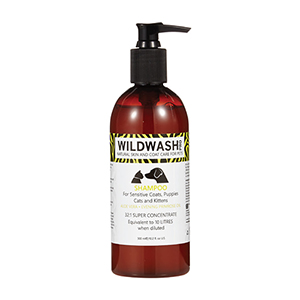 WILDWASH
NATURAL SKIN AND COAT CARE FOR PETS
SHAMPOO
For Sensitive Coats, Puppies
Cats and Kittens
32:1 SUPER CONCENTRATE
Equivalent to 10 LITRES
when diluted